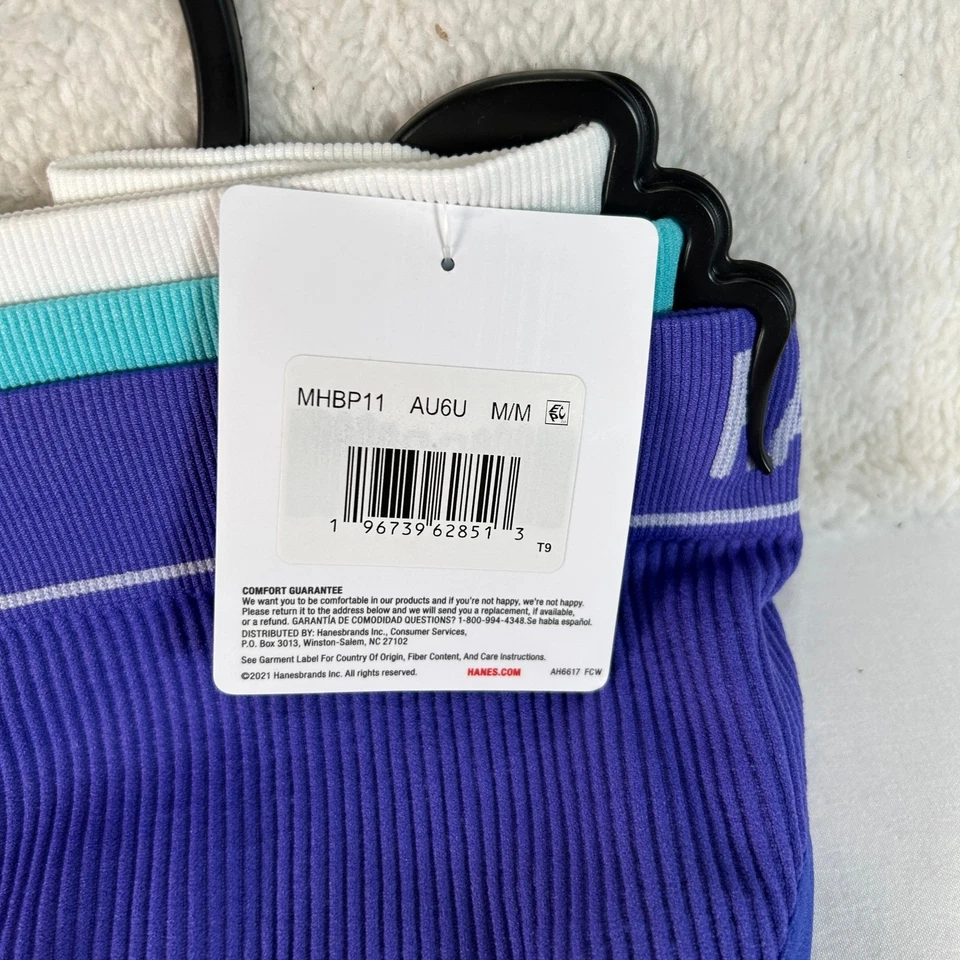 MHBP11 AU6U M/M EPC
1 96739 62851 3
T9
COMFORT GUARANTEE
We want you to be comfortable in our products and if you're not happy, we're not happy.
Please return it to the address below and we will send you a replacement, if available,
or a refund. GARANTÍA DE COMODIDAD QUESTIONS? 1-800-994-4348.Se habla español.
DISTRIBUTED BY: Hanesbrands Inc., Consumer Services,
P.O. Box 3013, Winston-Salem, NC 27102
See Garment Label For Country Of Origin, Fiber Content, And Care Instructions.
©2021 Hanesbrands Inc. All rights reserved. HANES.COM AH6617 FCW